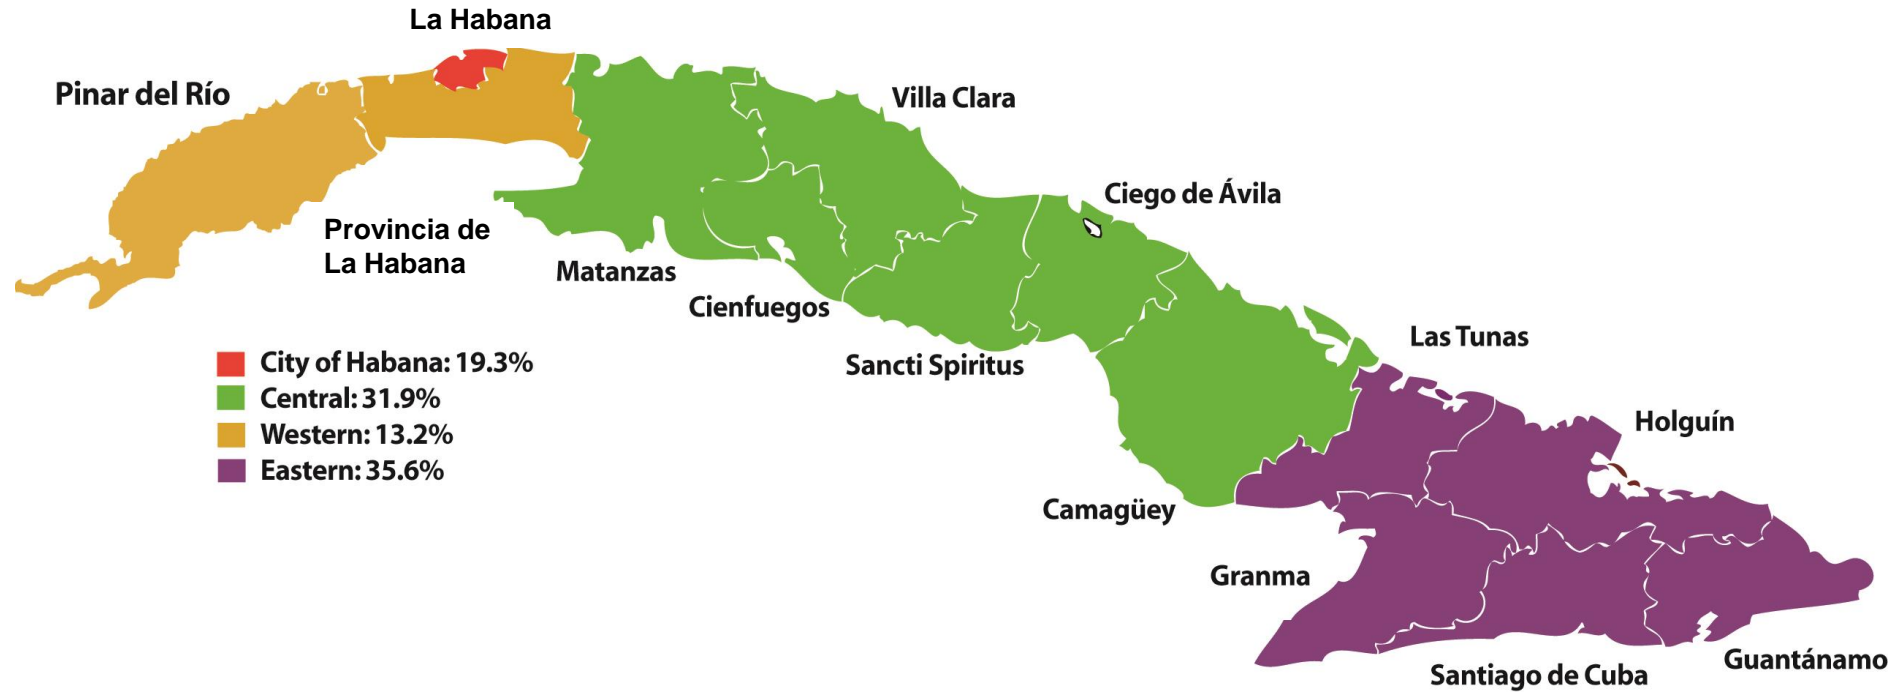 La Habana
Pinar del Río
Villa Clara
Ciego de Ávila
Provincia de
La Habana
Matanzas
Cienfuegos
Sancti Spiritus
Las Tunas
City of Habana: 19.3%
Central: 31.9%
Western: 13.2%
Eastern: 35.6%
Holguín
Camagüey
Granma
Guantánamo
Santiago de Cuba